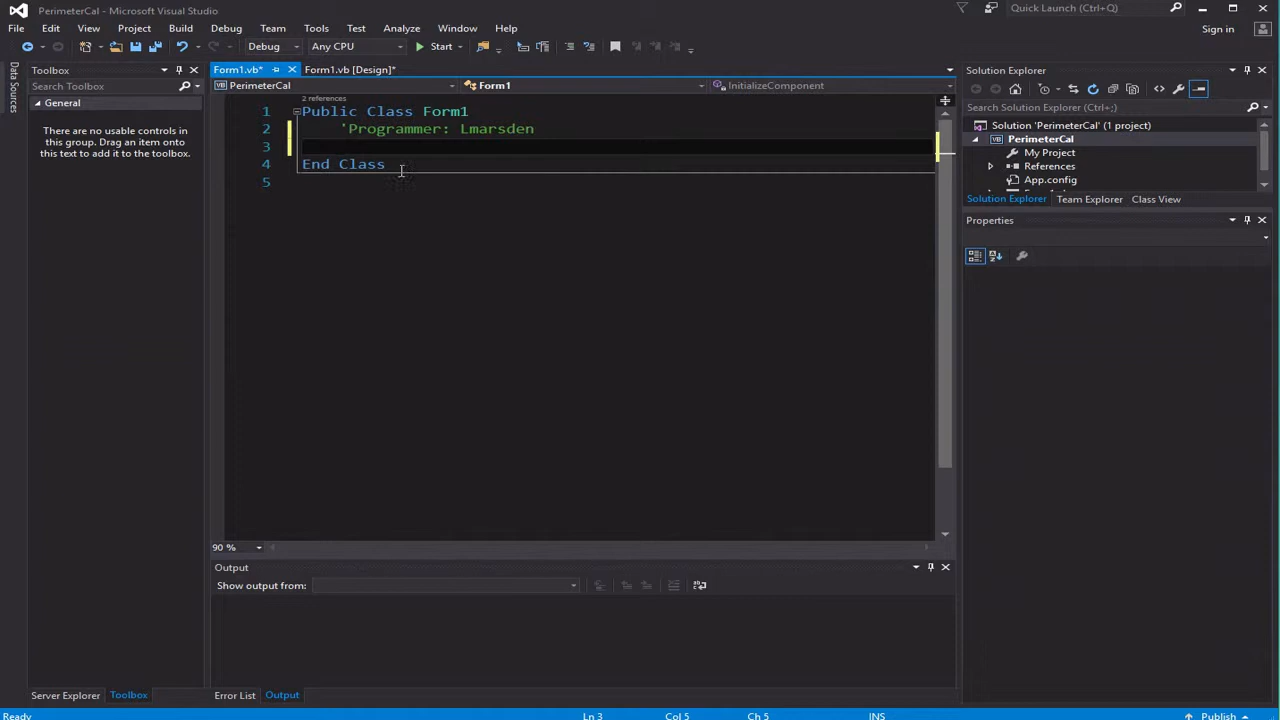 PerimeterCal - Microsoft Visual Studio
Quick Launch (Ctrl+Q)
File Edit View Project Build Debug Team Tools Test Analyze Window Help
Sign in
Debug Any CPU Start
Data Sources
Toolbox
Search Toolbox
General
There are no usable controls in
this group. Drag an item onto
this text to add it to the toolbox.
Form1.vb* Form1.vb [Design]*
VB PerimeterCal Form1 InitializeComponent
2 references
1 Public Class Form1
2 'Programmer: Lmarsden
3
4 End Class
5
90 %
Output
Show output from:
Solution Explorer
Search Solution Explorer (Ctrl+;)
Solution 'PerimeterCal' (1 project)
VB PerimeterCal
My Project
References
App.config
Solution Explorer Team Explorer Class View
Properties
Server Explorer Toolbox
Error List Output
Ready Ln 3 Col 5 Ch 5 INS Publish